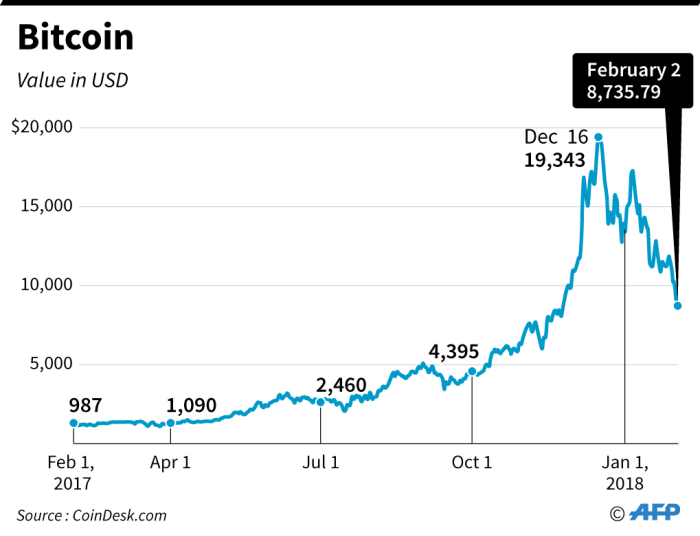 Bitcoin
Value in USD
February 2
8,735.79
$20,000
Dec 16
19,343
15,000
10,000
5,000
4,395
2,460
1,090
987
Feb 1,
2017
Apr 1
Jul 1
Oct 1
Jan 1,
2018
Source : CoinDesk.com
© AFP